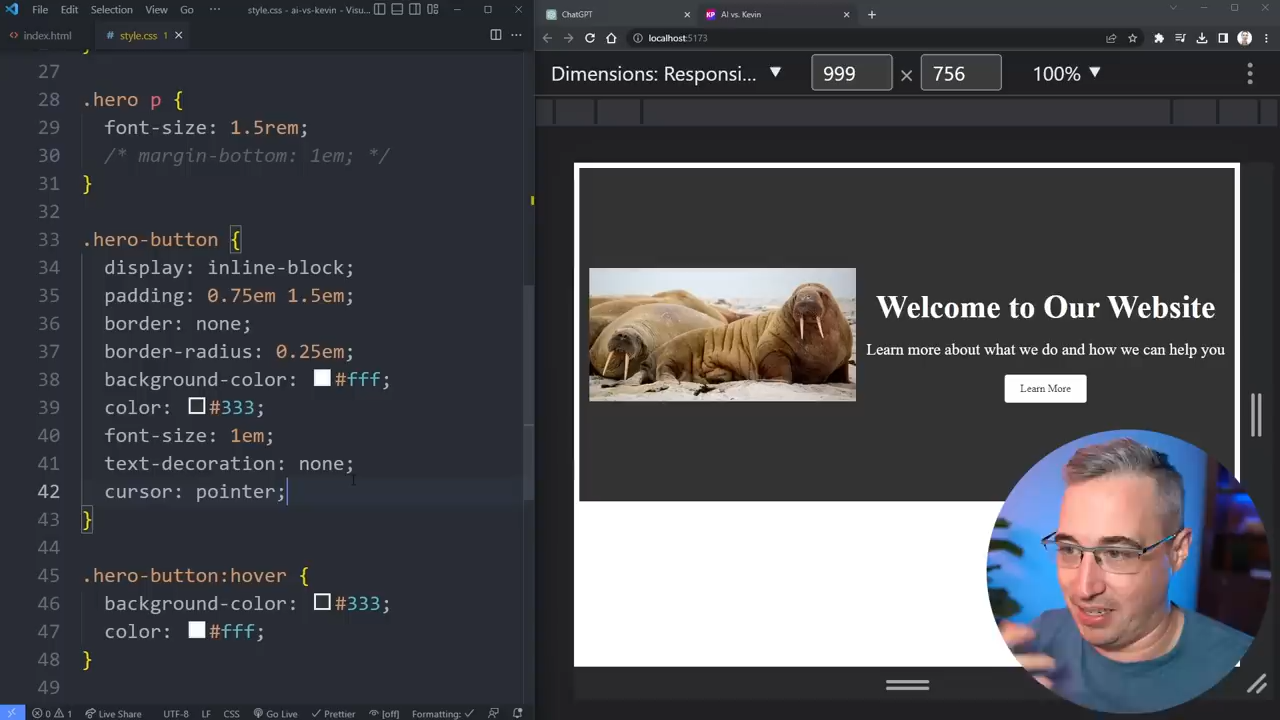 File Edit Selection View Go ··· style.css - ai-vs-kevin - Visu...
index.html
# style.css 1
27
28 .hero p {
29 font-size: 1.5rem;
30 /* margin-bottom: 1em; */
31 }
32
33 .hero-button {
34 display: inline-block;
35 padding: 0.75em 1.5em;
36 border: none;
37 border-radius: 0.25em;
38 background-color: #fff;
39 color: #333;
40 font-size: 1em;
41 text-decoration: none;
42 cursor: pointer;
43 }
44
45 .hero-button:hover {
46 background-color: #333;
47 color: #fff;
48 }
49
0 1 Live Share UTF-8 LF CSS Go Live Prettier [off] Formatting:
ChatGPT
KP AI vs. Kevin
localhost:5173
Dimensions: Responsi... 999 × 756 100%
Welcome to Our Website
Learn more about what we do and how we can help you
Learn More